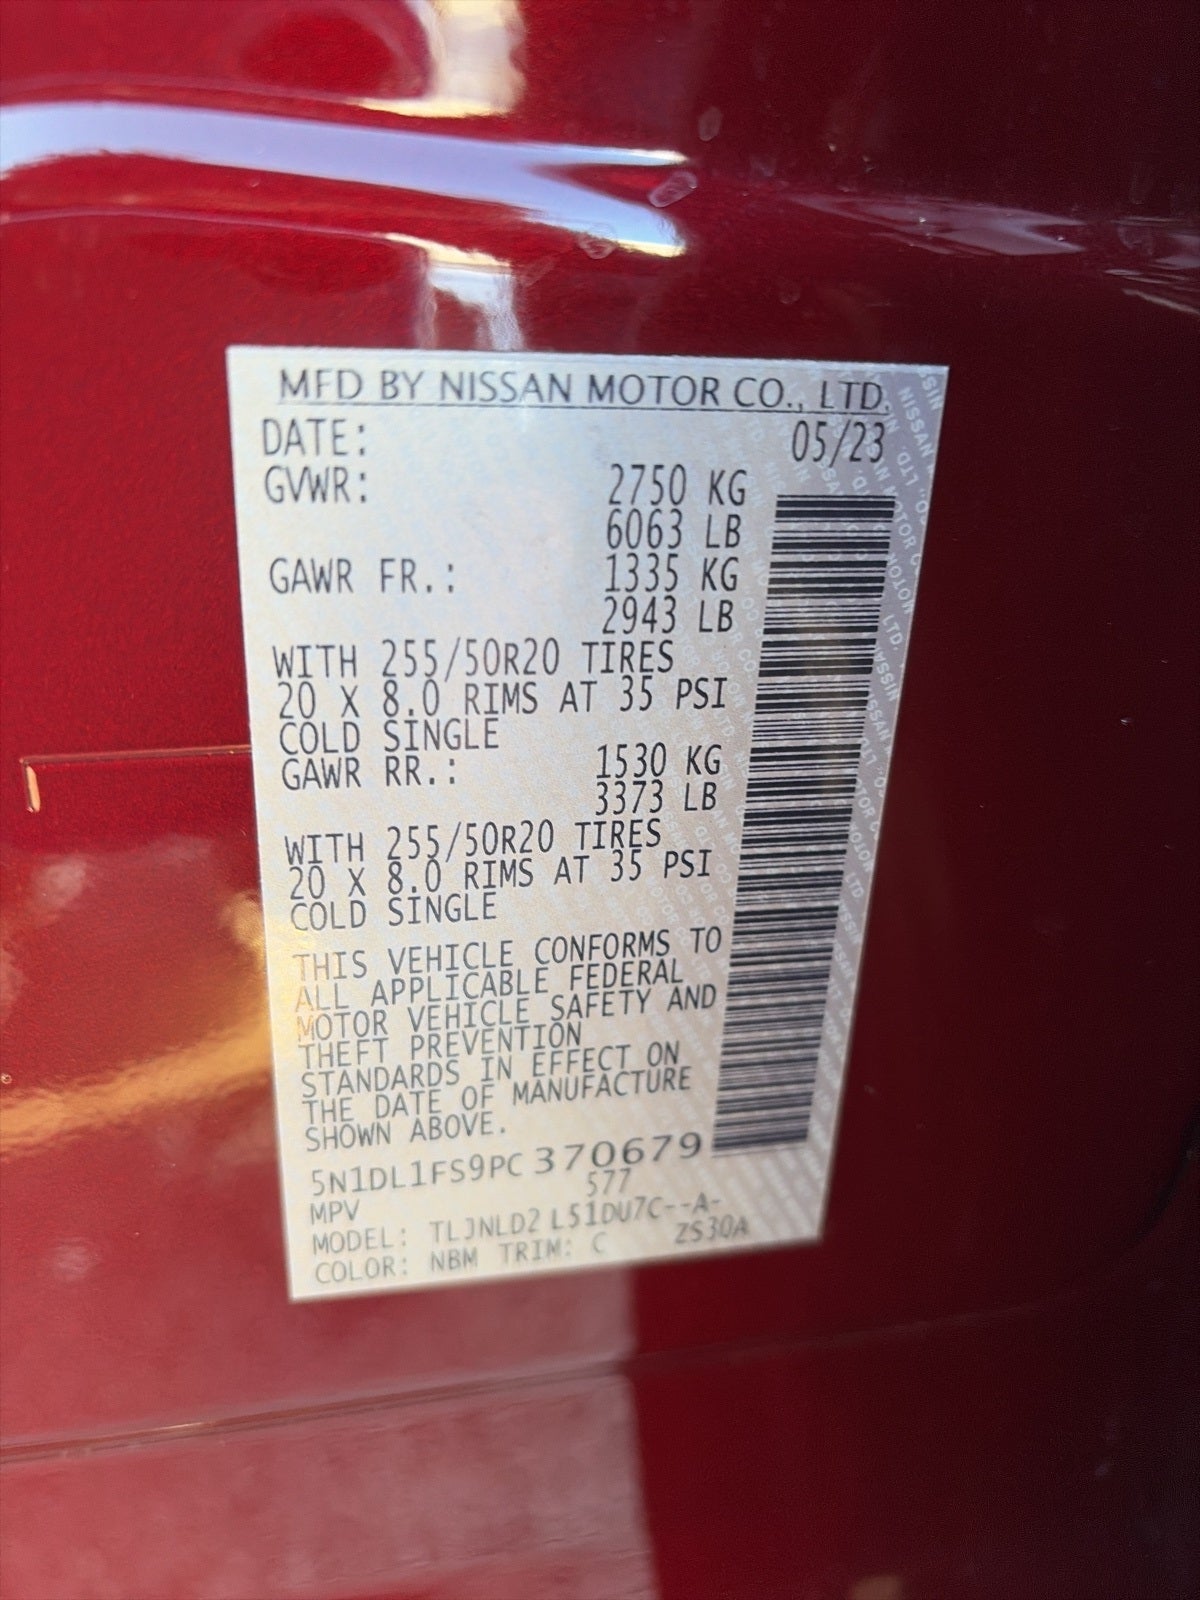 MFD BY NISSAN MOTOR CO., LTD.
DATE: 05/23
GVWR: 2750 KG
6063 LB
GAWR FR.: 1335 KG
2943 LB
WITH 255/50R20 TIRES
20 X 8.0 RIMS AT 35 PSI
COLD SINGLE
GAWR RR.: 1530 KG
3373 LB
WITH 255/50R20 TIRES
20 X 8.0 RIMS AT 35 PSI
COLD SINGLE
THIS VEHICLE CONFORMS TO
ALL APPLICABLE FEDERAL
MOTOR VEHICLE SAFETY AND
THEFT PREVENTION
STANDARDS IN EFFECT ON
THE DATE OF MANUFACTURE
SHOWN ABOVE.
5N1DL1FS9PC370679
MPV 577
MODEL: TLJNLD2 L51DU7C--A-
COLOR: NBM TRIM: C ZS30A